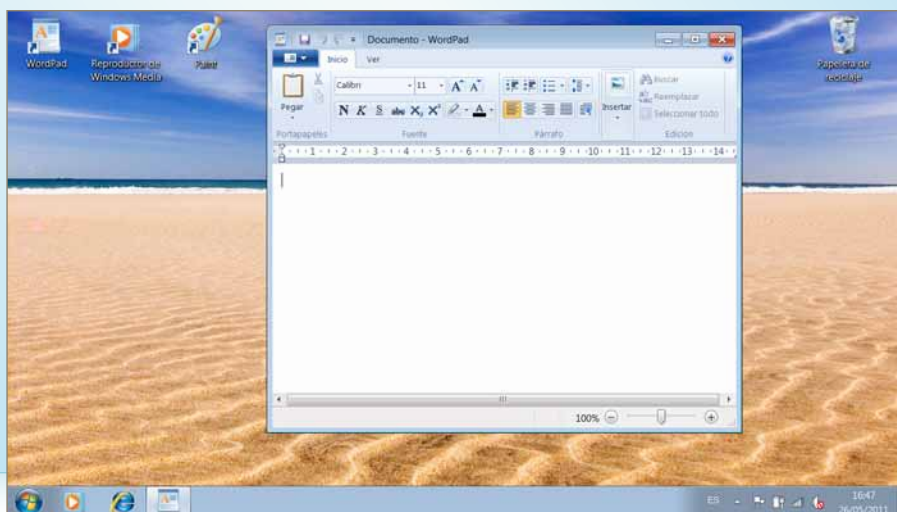 WordPad
Reproductor de
Windows Media
Paint
Papelera de
reciclaje
Documento - WordPad
Inicio
Ver
Pegar
Calibri
11
N K S abc X₂ X² A
Insertar
Buscar
Reemplazar
Seleccionar todo
Portapapeles
Fuente
Párrafo
Edición
1 2 3 4 5 6 7 8 9 10 11 12 13 14
100%
ES
16:47
26/05/2011